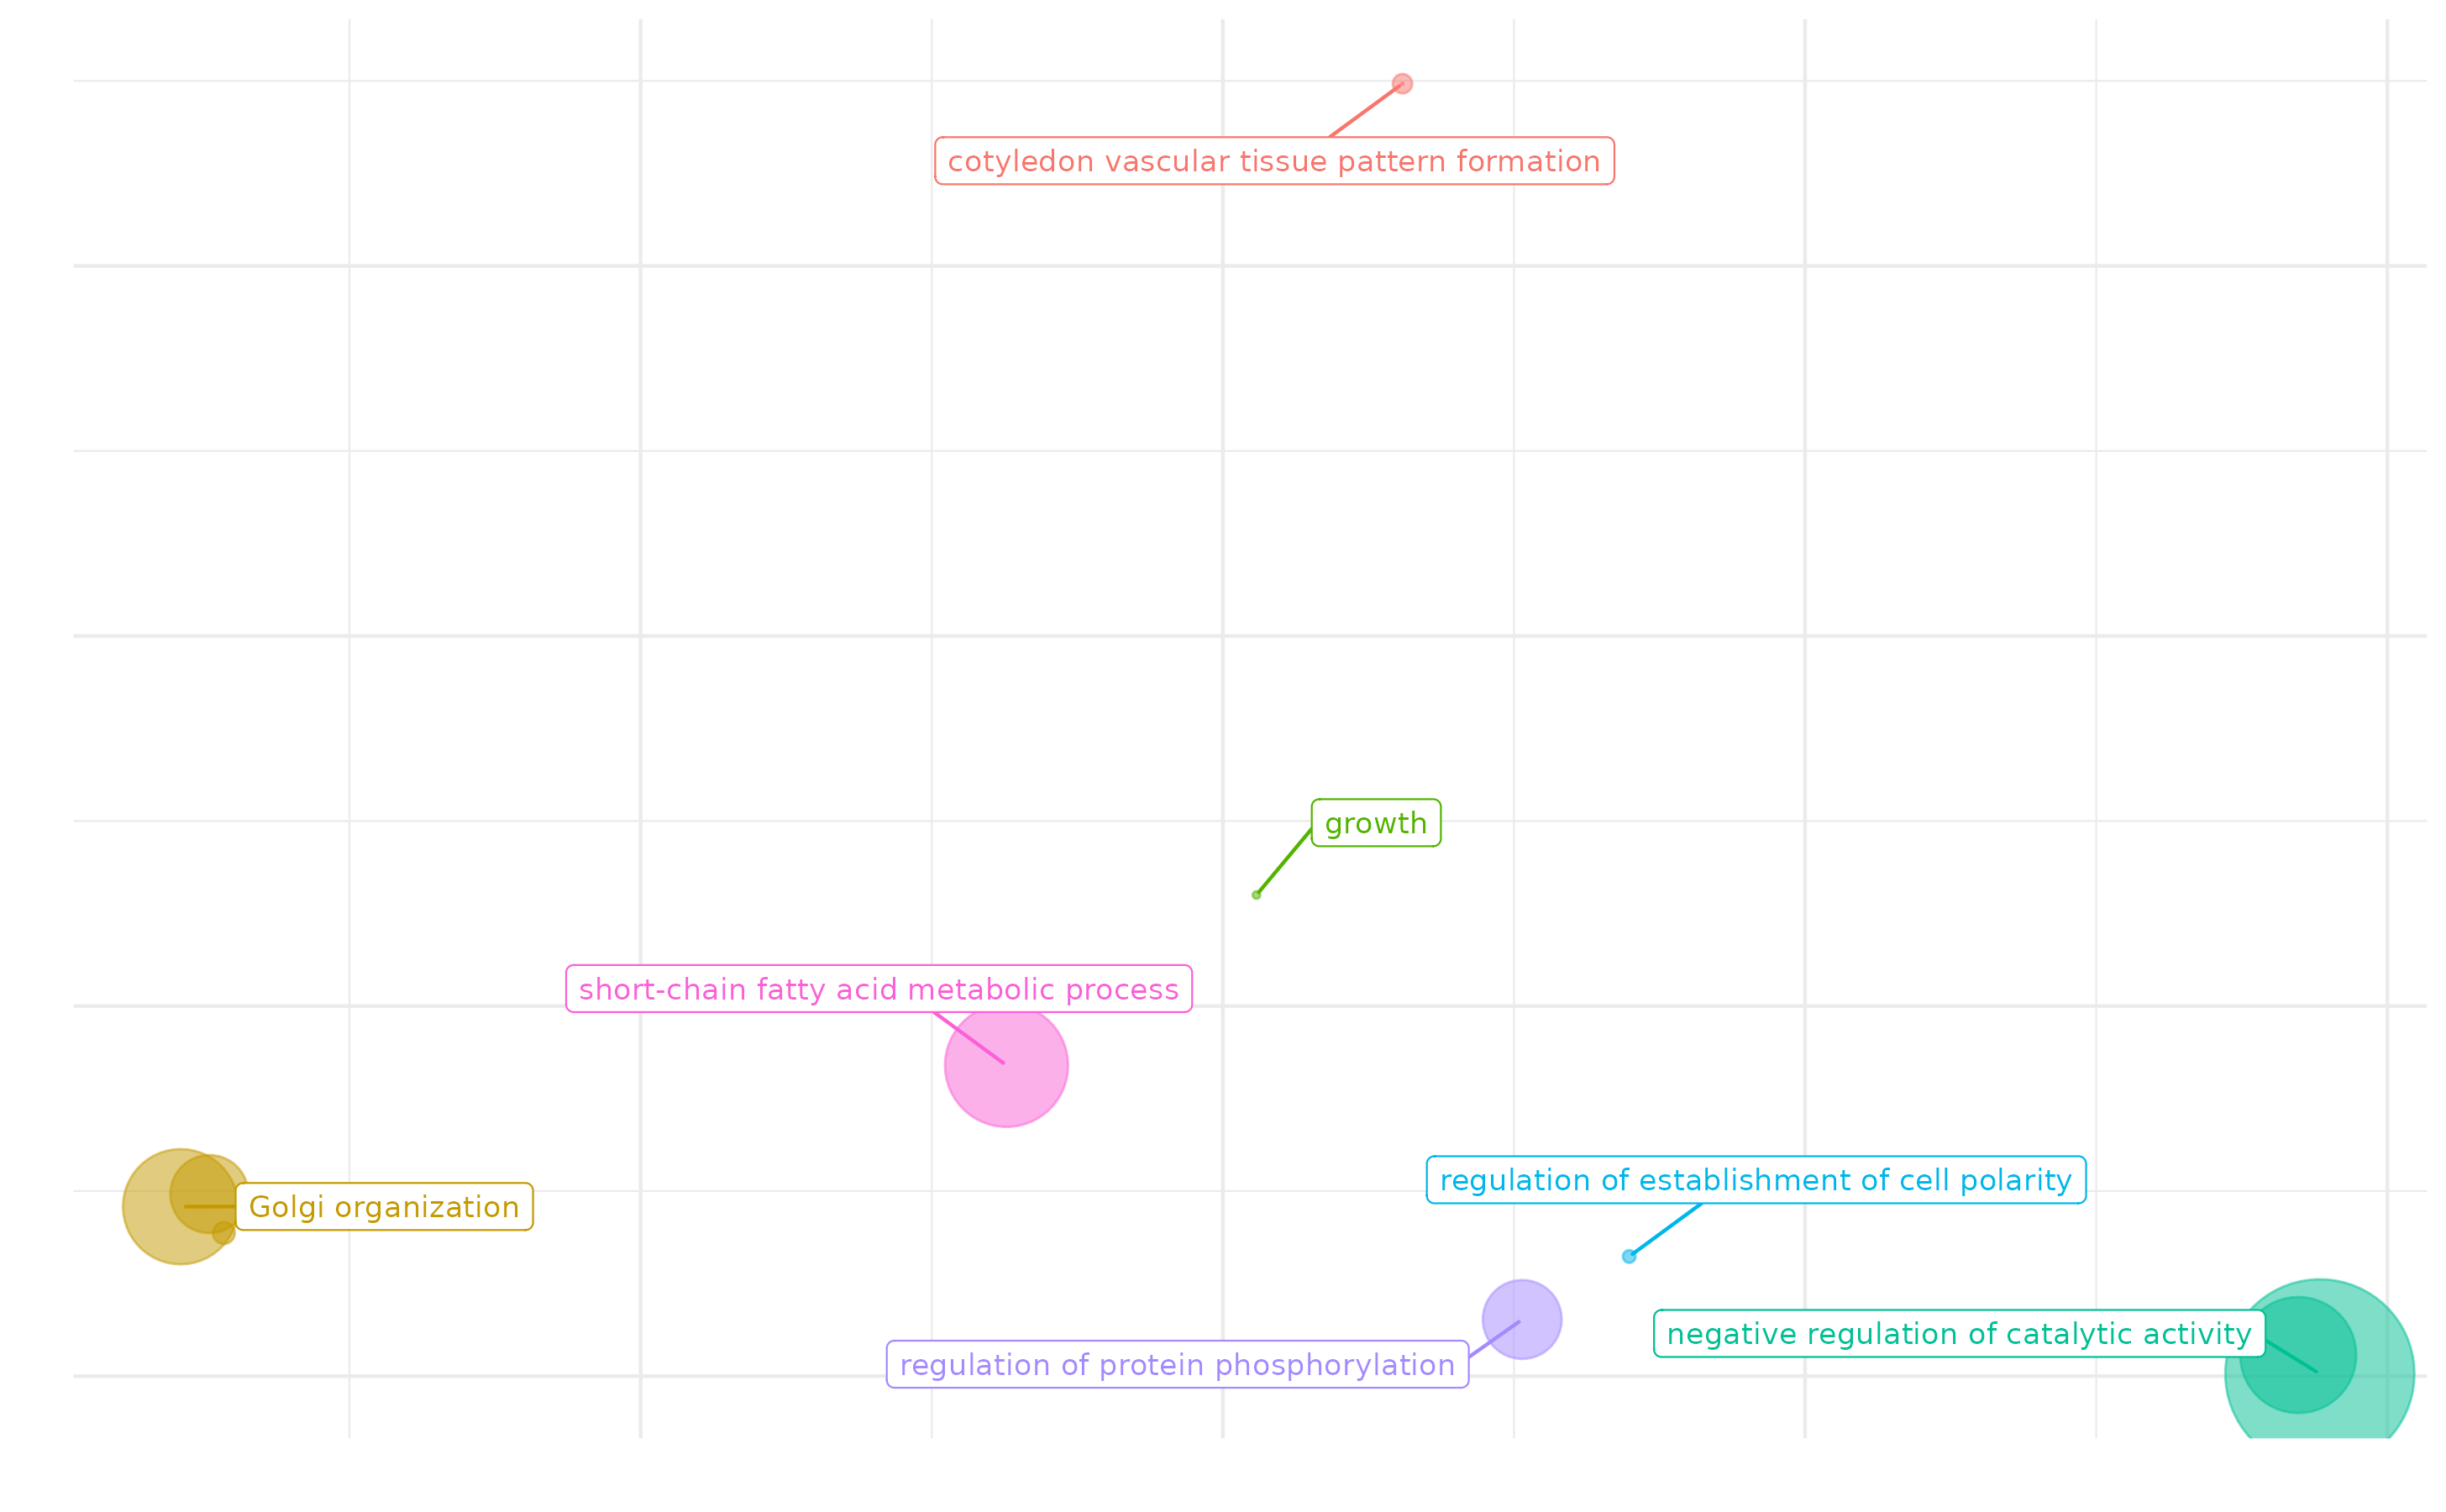 cotyledon vascular tissue pattern formation
growth
short-chain fatty acid metabolic process
regulation of establishment of cell polarity
Golgi organization
negative regulation of catalytic activity
regulation of protein phosphorylation